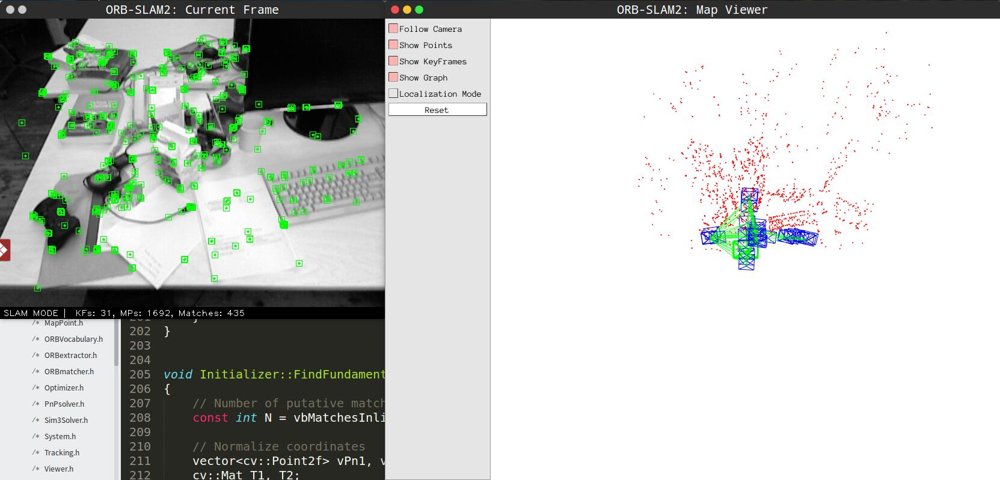 ORB-SLAM2: Current Frame
ORB-SLAM2: Map Viewer
Follow Camera
Show Points
Show KeyFrames
Show Graph
Localization Mode
Reset
SLAM MODE |  KFs: 31, MPs: 1692, Matches: 435
/* MapPoint.h
/* ORBVocabulary.h
/* ORBextractor.h
/* ORBmatcher.h
/* Optimizer.h
/* PnPsolver.h
/* Sim3Solver.h
/* System.h
/* Tracking.h
/* Viewer.h
201 }
202 }
203
204
205 void Initializer::FindFundament
206 {
207 // Number of putative match
208 const int N = vbMatchesInli
209
210 // Normalize coordinates
211 vector<cv::Point2f> vPn1, v
212 cv::Mat T1, T2;